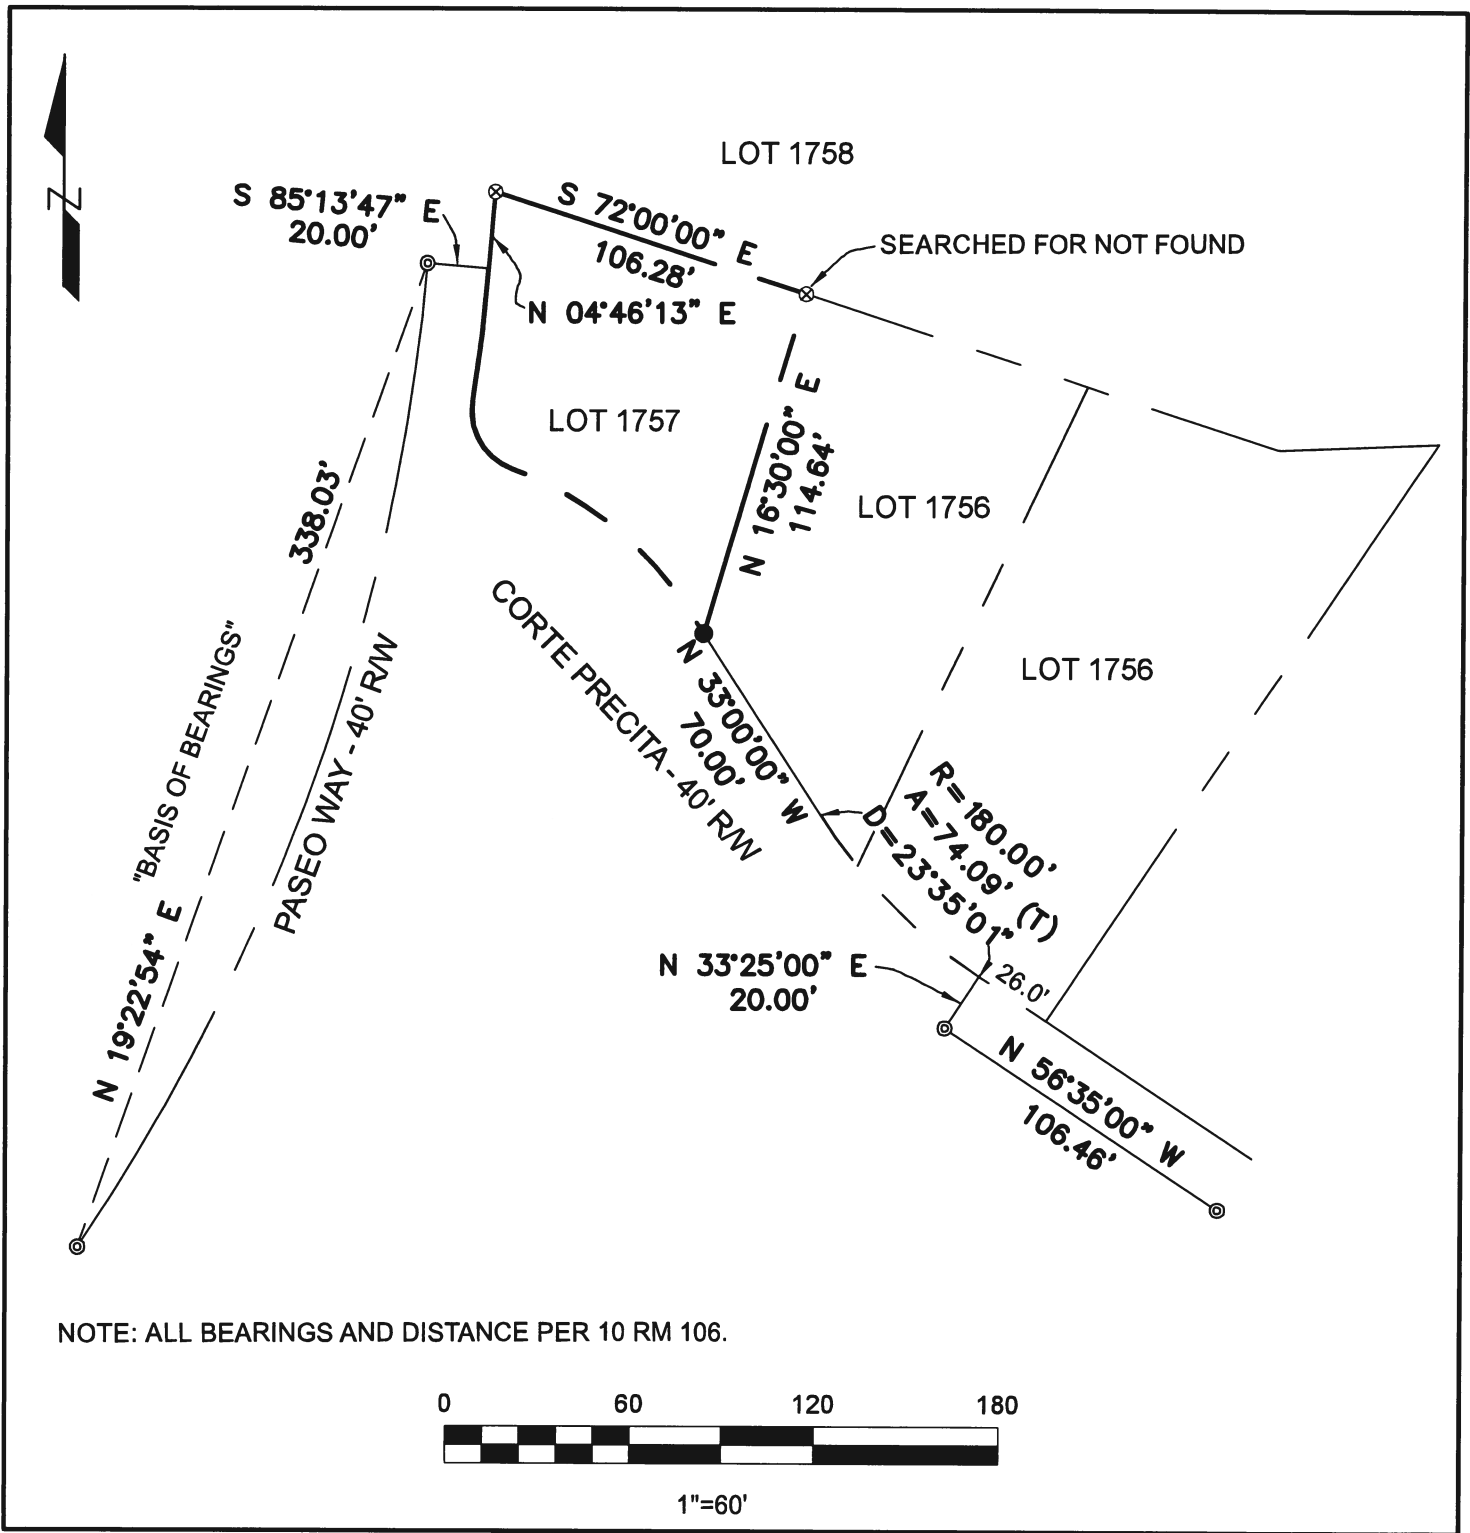 Z
LOT 1758
S 85°13'47" E
20.00'
S 72°00'00" E
106.28'
SEARCHED FOR NOT FOUND
N 04°46'13" E
LOT 1757
N 16°30'00" E
114.64'
LOT 1756
338.03'
"BASIS OF BEARINGS"
N 19°22'54" E
PASEO WAY - 40' R/W
CORTE PRECITA - 40' R/W
N 33°00'00" W
70.00'
LOT 1756
R=180.00'
A=74.09' (T)
D=23°35'01"
N 33°25'00" E
20.00'
26.0'
N 56°35'00" W
106.46'
NOTE: ALL BEARINGS AND DISTANCE PER 10 RM 106.
0 60 120 180
1"=60'